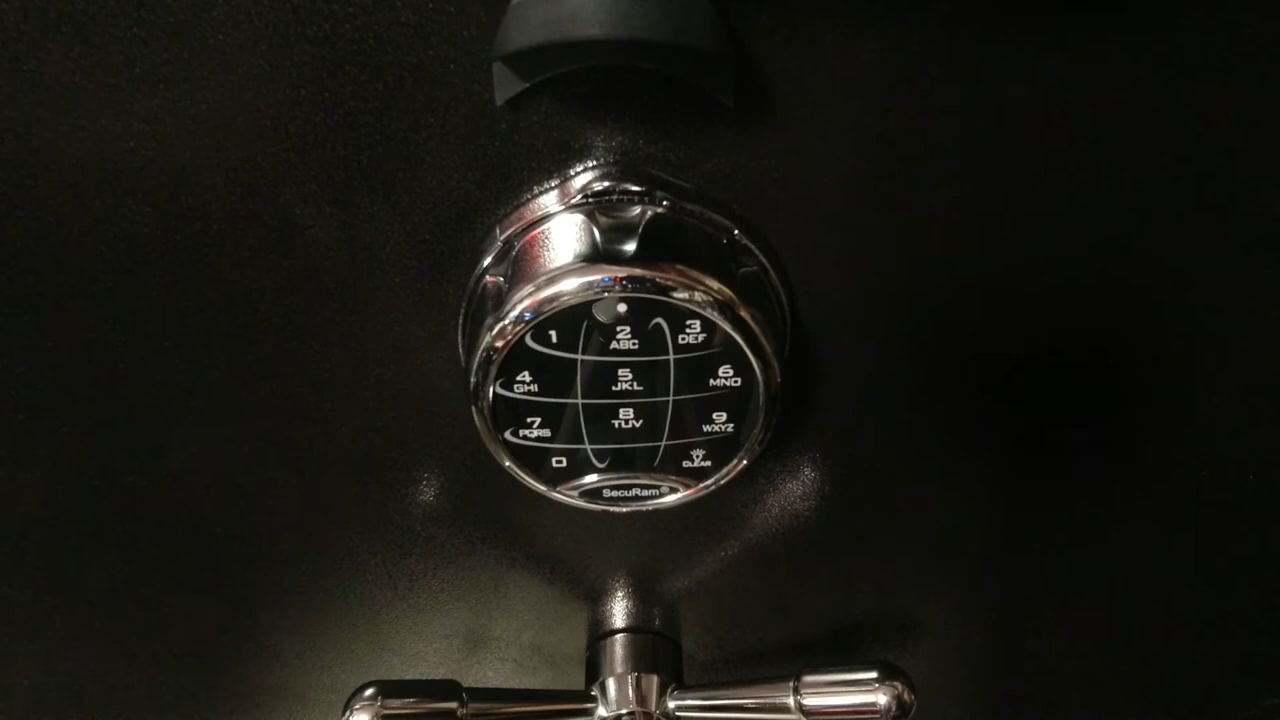 1 2 3
ABC DEF
4 5 6
GHI JKL MNO
7 8 9
PQRS TUV WXYZ
0
CLEAR
SecuRam®